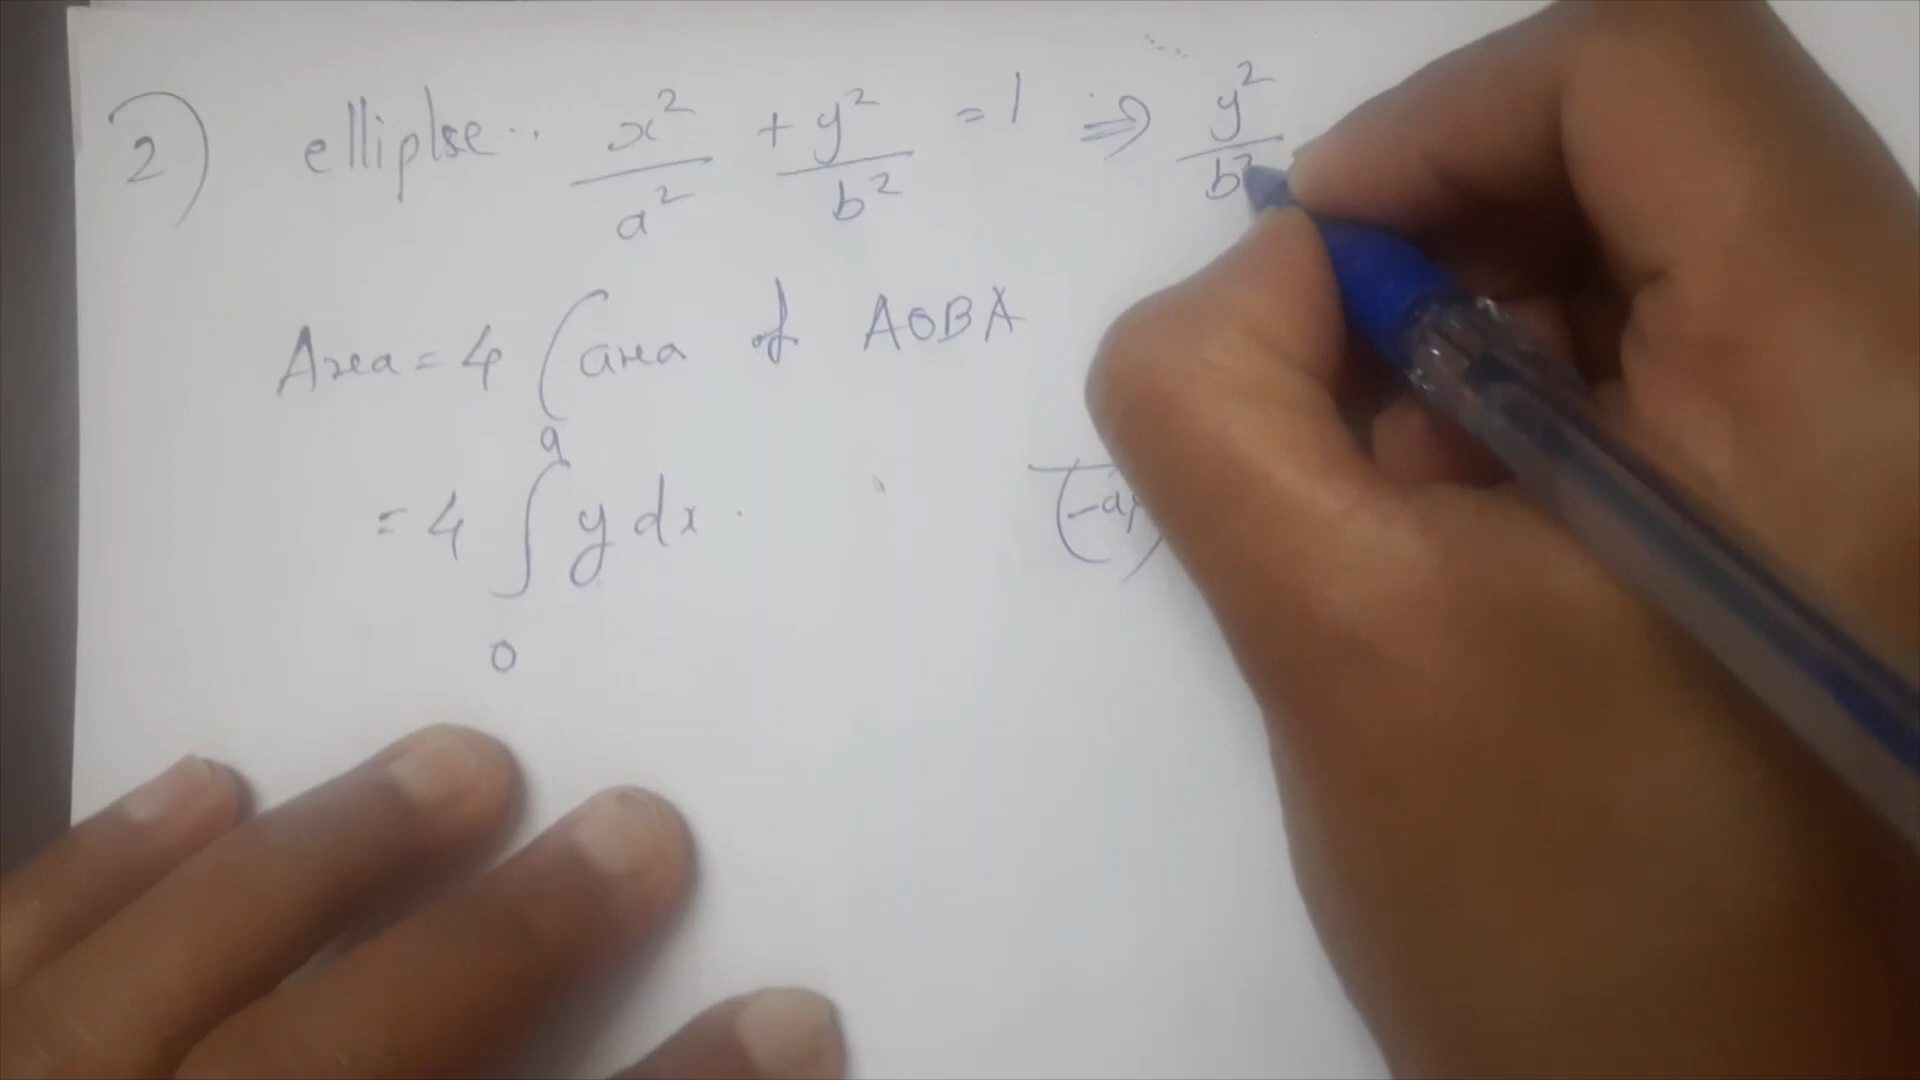 2) elliplse.. x²/a² + y²/b² = 1 ⇒ y²/b²
Area = 4 (area of AOBA
= 4 ∫₀ᵃ y dx .
(-a,